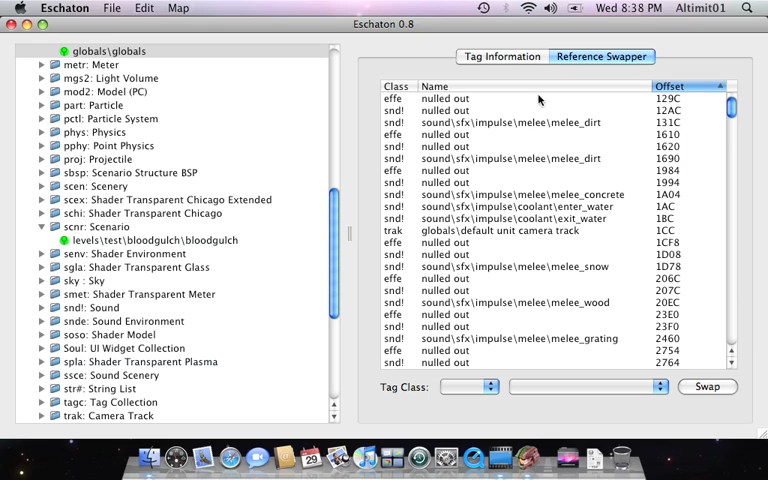 Eschaton File Edit Map Wed 8:38 PM Altimit01
Eschaton 0.8
globals\globals
metr: Meter
mgs2: Light Volume
mod2: Model (PC)
part: Particle
pctl: Particle System
phys: Physics
pphy: Point Physics
proj: Projectile
sbsp: Scenario Structure BSP
scen: Scenery
scex: Shader Transparent Chicago Extended
schi: Shader Transparent Chicago
scnr: Scenario
levels\test\bloodgulch\bloodgulch
senv: Shader Environment
sgla: Shader Transparent Glass
sky : Sky
smet: Shader Transparent Meter
snd!: Sound
snde: Sound Environment
soso: Shader Model
Soul: UI Widget Collection
spla: Shader Transparent Plasma
ssce: Sound Scenery
str#: String List
tagc: Tag Collection
trak: Camera Track
Tag Information Reference Swapper
Class Name Offset
effe nulled out 129C
snd! nulled out 12AC
snd! sound\sfx\impulse\melee\melee_dirt 131C
effe nulled out 1610
snd! nulled out 1620
snd! sound\sfx\impulse\melee\melee_dirt 1690
effe nulled out 1984
snd! nulled out 1994
snd! sound\sfx\impulse\melee\melee_concrete 1A04
snd! sound\sfx\impulse\coolant\enter_water 1AC
snd! sound\sfx\impulse\coolant\exit_water 1BC
trak globals\default unit camera track 1CC
effe nulled out 1CF8
snd! nulled out 1D08
snd! sound\sfx\impulse\melee\melee_snow 1D78
effe nulled out 206C
snd! nulled out 207C
snd! sound\sfx\impulse\melee\melee_wood 20EC
effe nulled out 23E0
snd! nulled out 23F0
snd! sound\sfx\impulse\melee\melee_grating 2460
effe nulled out 2754
snd! nulled out 2764
Tag Class: Swap
29